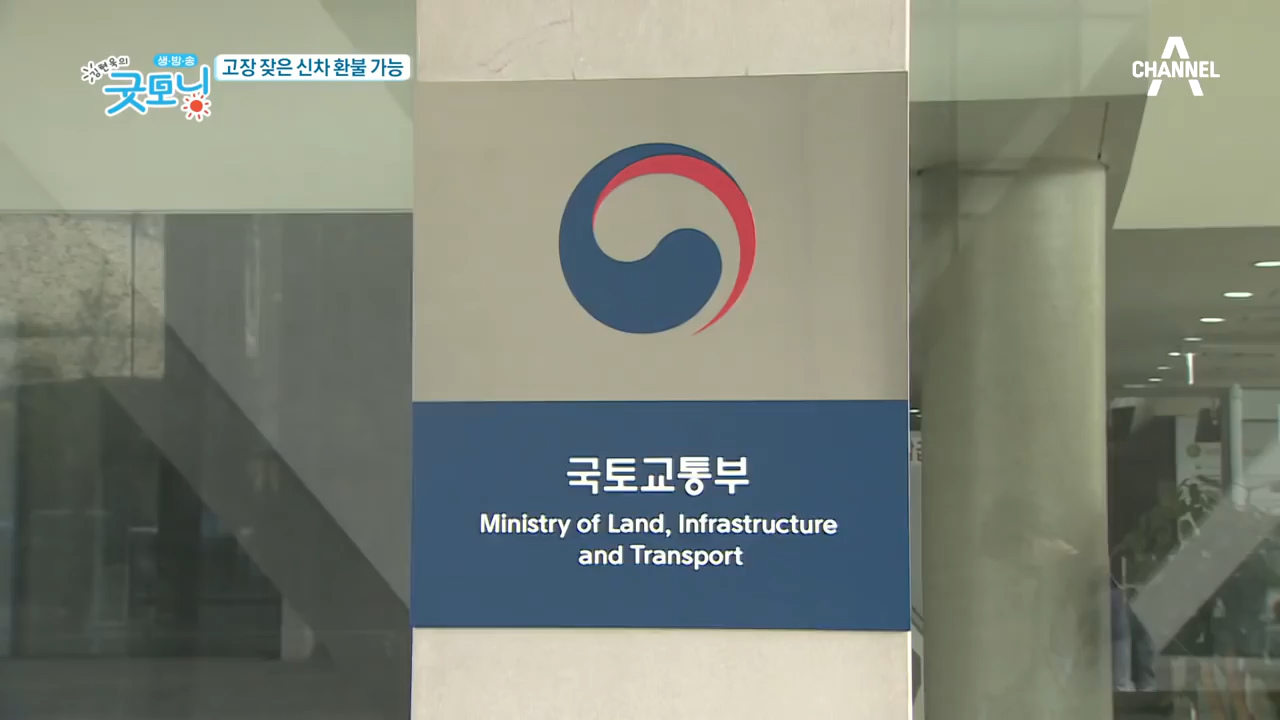 김현욱의
생·방·송
굿모닝
고장 잦은 신차 환불 가능
CHANNEL A
국토교통부
Ministry of Land, Infrastructure
and Transport